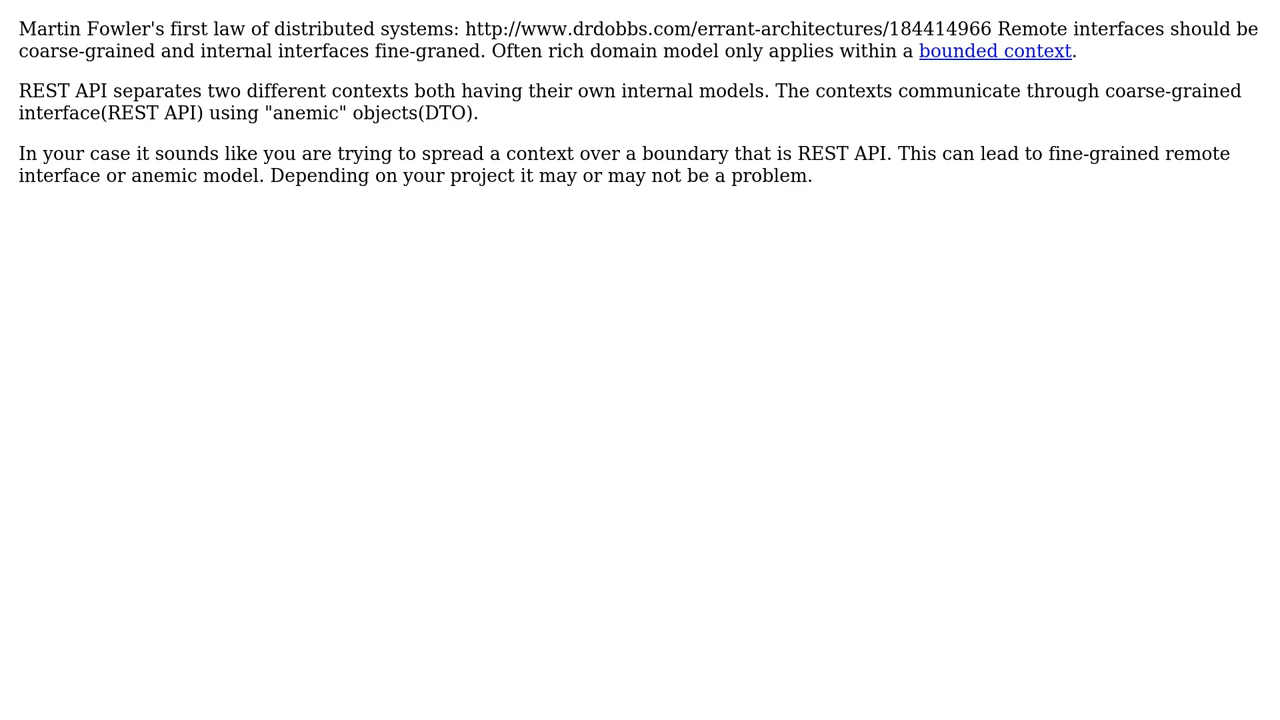 Martin Fowler's first law of distributed systems: http://www.drdobbs.com/errant-architectures/184414966 Remote interfaces should be
coarse-grained and internal interfaces fine-graned. Often rich domain model only applies within a bounded context.
REST API separates two different contexts both having their own internal models. The contexts communicate through coarse-grained
interface(REST API) using "anemic" objects(DTO).
In your case it sounds like you are trying to spread a context over a boundary that is REST API. This can lead to fine-grained remote
interface or anemic model. Depending on your project it may or may not be a problem.